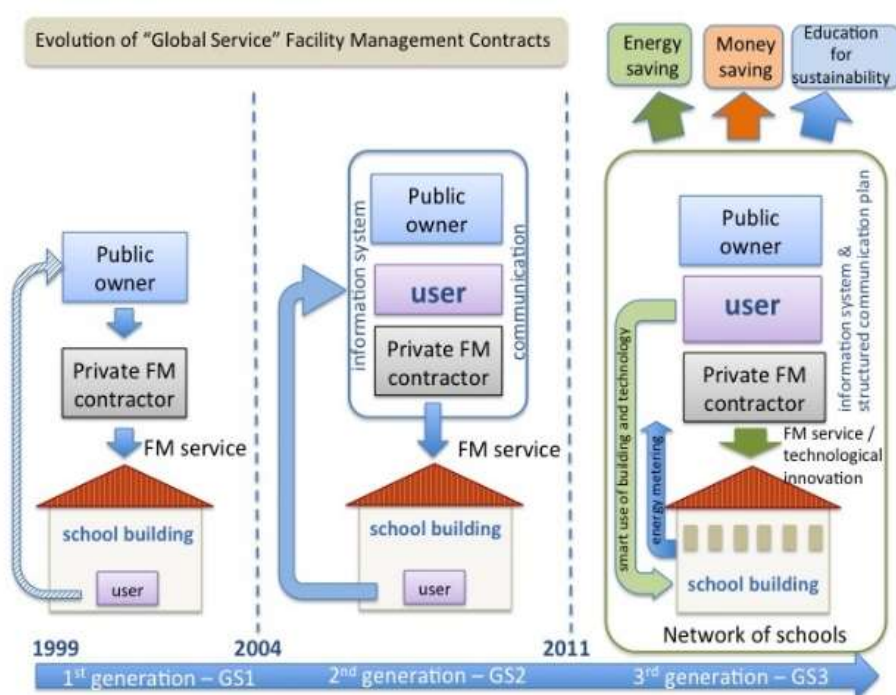 Evolution of "Global Service" Facility Management Contracts
Energy
saving
Money
saving
Education
for
sustainability
Public
owner
Private FM
contractor
FM service
school building
user
information system
Public
owner
user
Private FM
contractor
communication
FM service
school building
user
Public
owner
user
Private FM
contractor
information system &
structured communication plan
smart use of building and technology
energy metering
FM service /
technological
innovation
school building
Network of schools
1999
2004
2011
1st generation – GS1
2nd generation – GS2
3rd generation – GS3